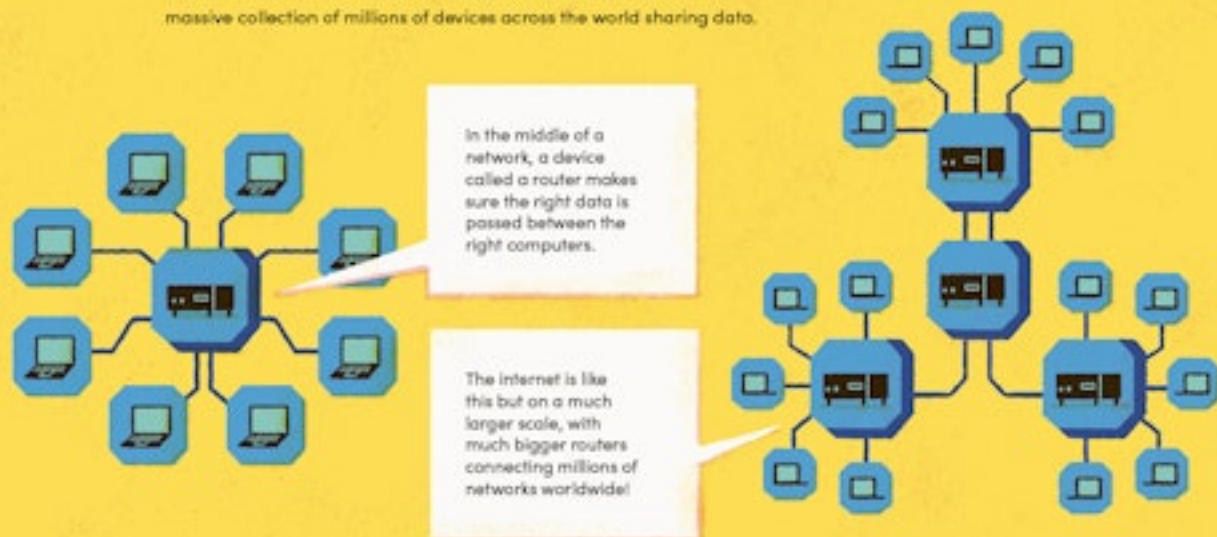 massive collection of millions of devices across the world sharing data.
In the middle of a
network, a device
called a router makes
sure the right data is
passed between the
right computers.
The internet is like
this but on a much
larger scale, with
much bigger routers
connecting millions of
networks worldwide!